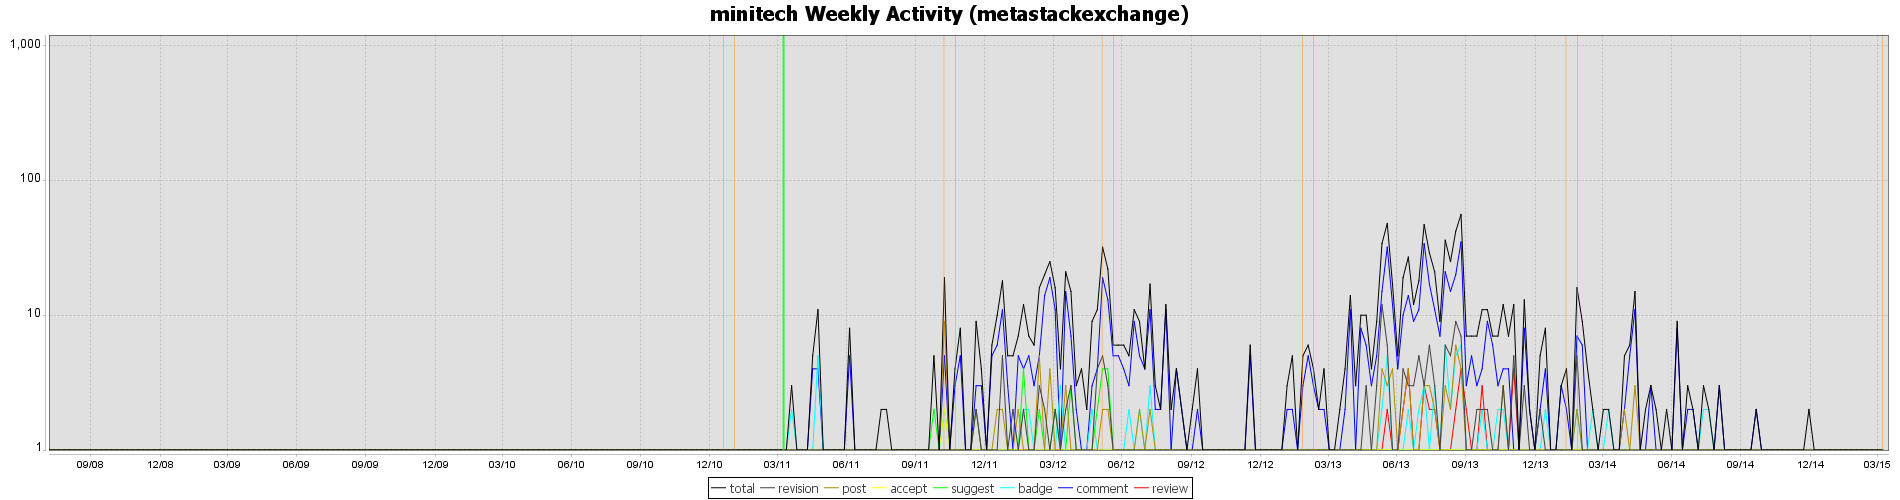 minitech Weekly Activity (metastackexchange)
1,000
100
10
1
09/08 12/08 03/09 06/09 09/09 12/09 03/10 06/10 09/10 12/10 03/11 06/11 09/11 12/11 03/12 06/12 09/12 12/12 03/13 06/13 09/13 12/13 03/14 06/14 09/14 12/14 03/15
total revision post accept suggest badge comment review